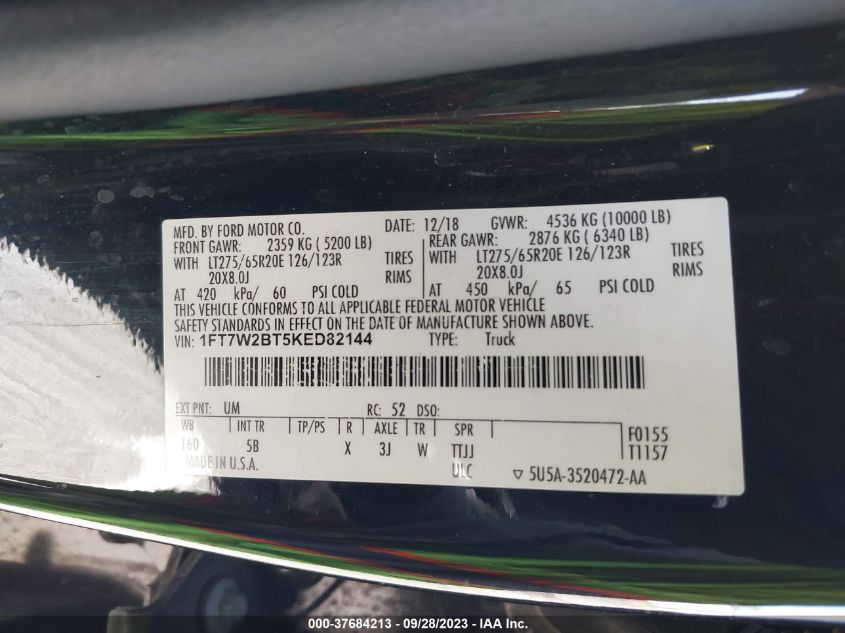 MFD. BY FORD MOTOR CO. DATE: 12/18 GVWR: 4536 KG (10000 LB)
FRONT GAWR: 2359 KG ( 5200 LB) REAR GAWR: 2876 KG ( 6340 LB)
WITH LT275/65R20E 126/123R TIRES WITH LT275/65R20E 126/123R TIRES
20X8.0J RIMS 20X8.0J RIMS
AT 420 kPa/ 60 PSI COLD AT 450 kPa/ 65 PSI COLD
THIS VEHICLE CONFORMS TO ALL APPLICABLE FEDERAL MOTOR VEHICLE
SAFETY STANDARDS IN EFFECT ON THE DATE OF MANUFACTURE SHOWN ABOVE.
VIN: 1FT7W2BT5KED82144 TYPE: Truck
EXT PNT: UM RC: 52 DSO:
WB INT TR TP/PS R AXLE TR SPR F0155
160 5B X 3J W TTJJ T1157
MADE IN U.S.A. ULC ▽ 5U5A-3520472-AA
000-37684213 - 09/28/2023 - IAA Inc.